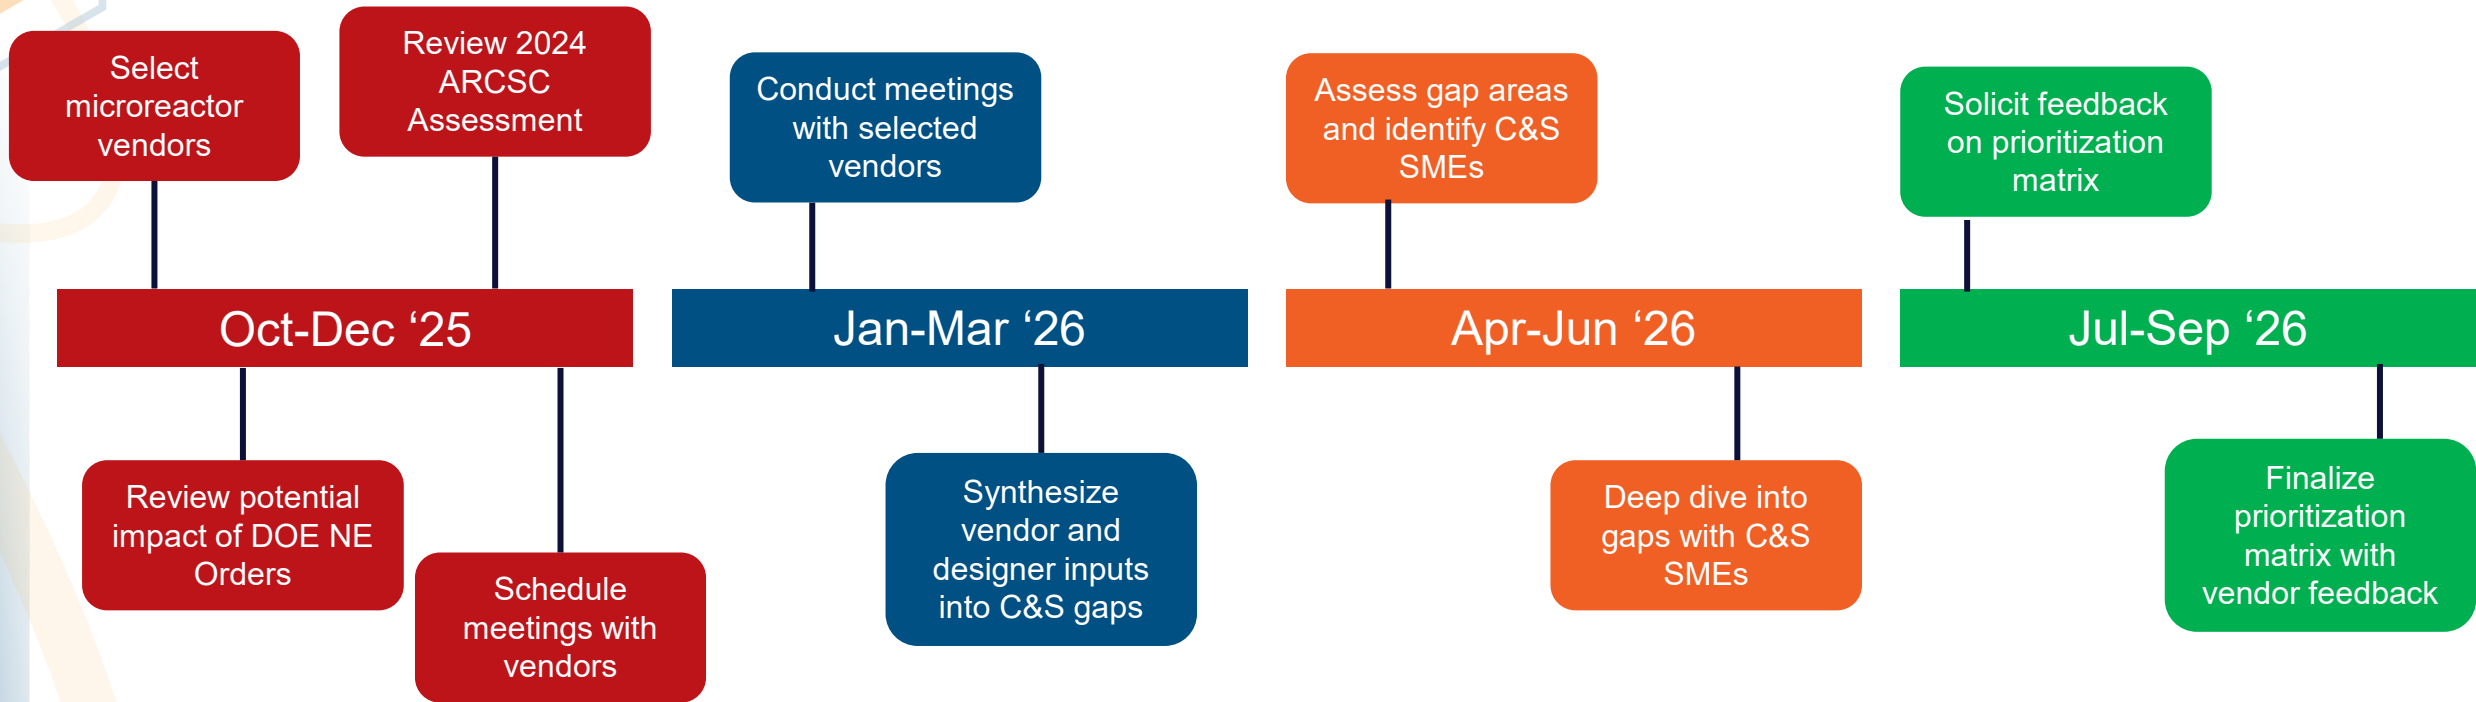 Select
microreactor
vendors
Review 2024
ARCSC
Assessment
Conduct meetings
with selected
vendors
Assess gap areas
and identify C&S
SMEs
Solicit feedback
on prioritization
matrix
Oct-Dec ‘25
Jan-Mar ‘26
Apr-Jun ‘26
Jul-Sep ‘26
Review potential
impact of DOE NE
Orders
Schedule
meetings with
vendors
Synthesize
vendor and
designer inputs
into C&S gaps
Deep dive into
gaps with C&S
SMEs
Finalize
prioritization
matrix with
vendor feedback